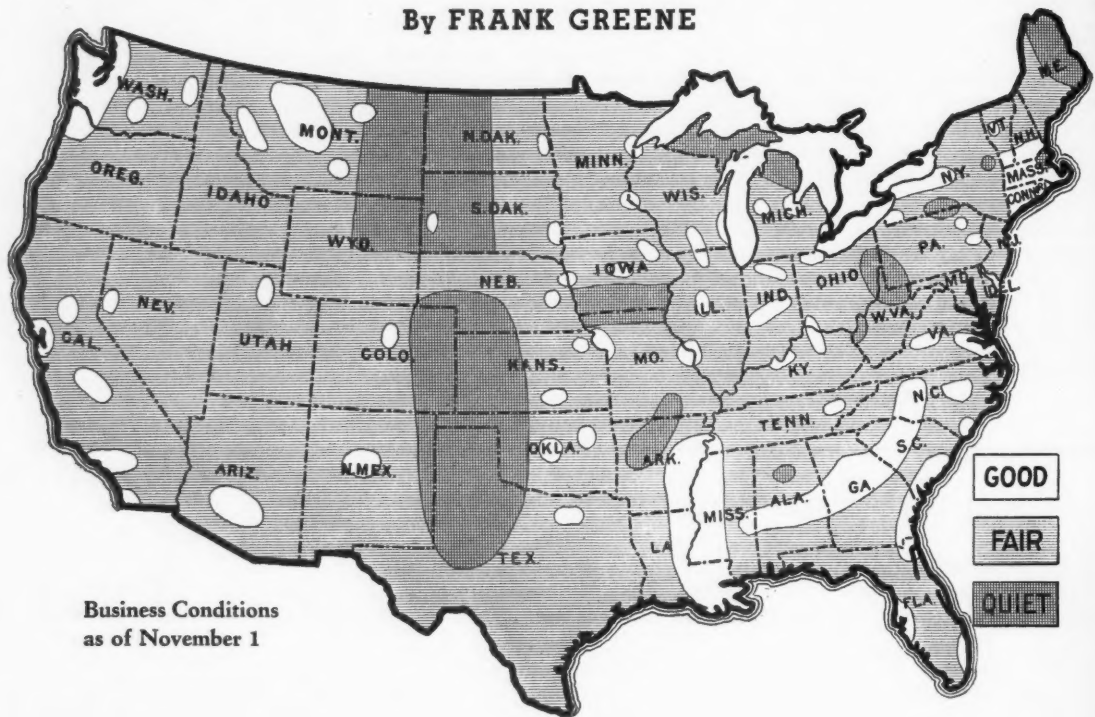 By FRANK GREENE
WASH.
MONT.
N.DAK.
MINN.
ME.
VT.
N.H.
OREG.
IDAHO
WYO.
S.DAK.
WIS.
MICH.
N.Y.
MASS.
CONN.
NEB.
IOWA
PA.
N.J.
NEV.
UTAH
COLO.
KANS.
MO.
ILL.
IND.
OHIO
W.VA.
MD.
DEL.
CAL.
KY.
VA.
ARIZ.
N.MEX.
OKLA.
ARK.
TENN.
N.C.
S.C.
TEX.
LA.
MISS.
ALA.
GA.
FLA.
GOOD
FAIR
QUIET
Business Conditions
as of November 1